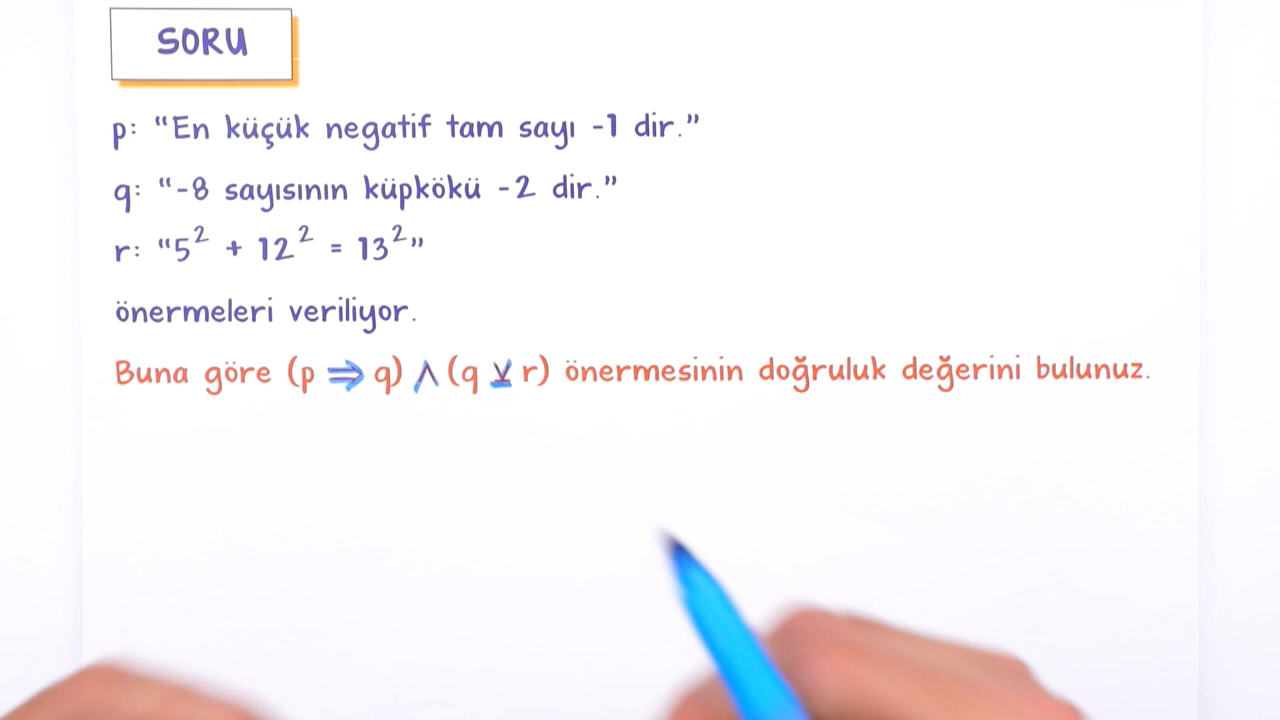 SORU
p: “En küçük negatif tam sayı -1 dir.”
q: “-8 sayısının küpkökü -2 dir.”
r: “5² + 12² = 13²”
önermeleri veriliyor.
Buna göre (p ⇒ q) ∧ (q ⊻ r) önermesinin doğruluk değerini bulunuz.